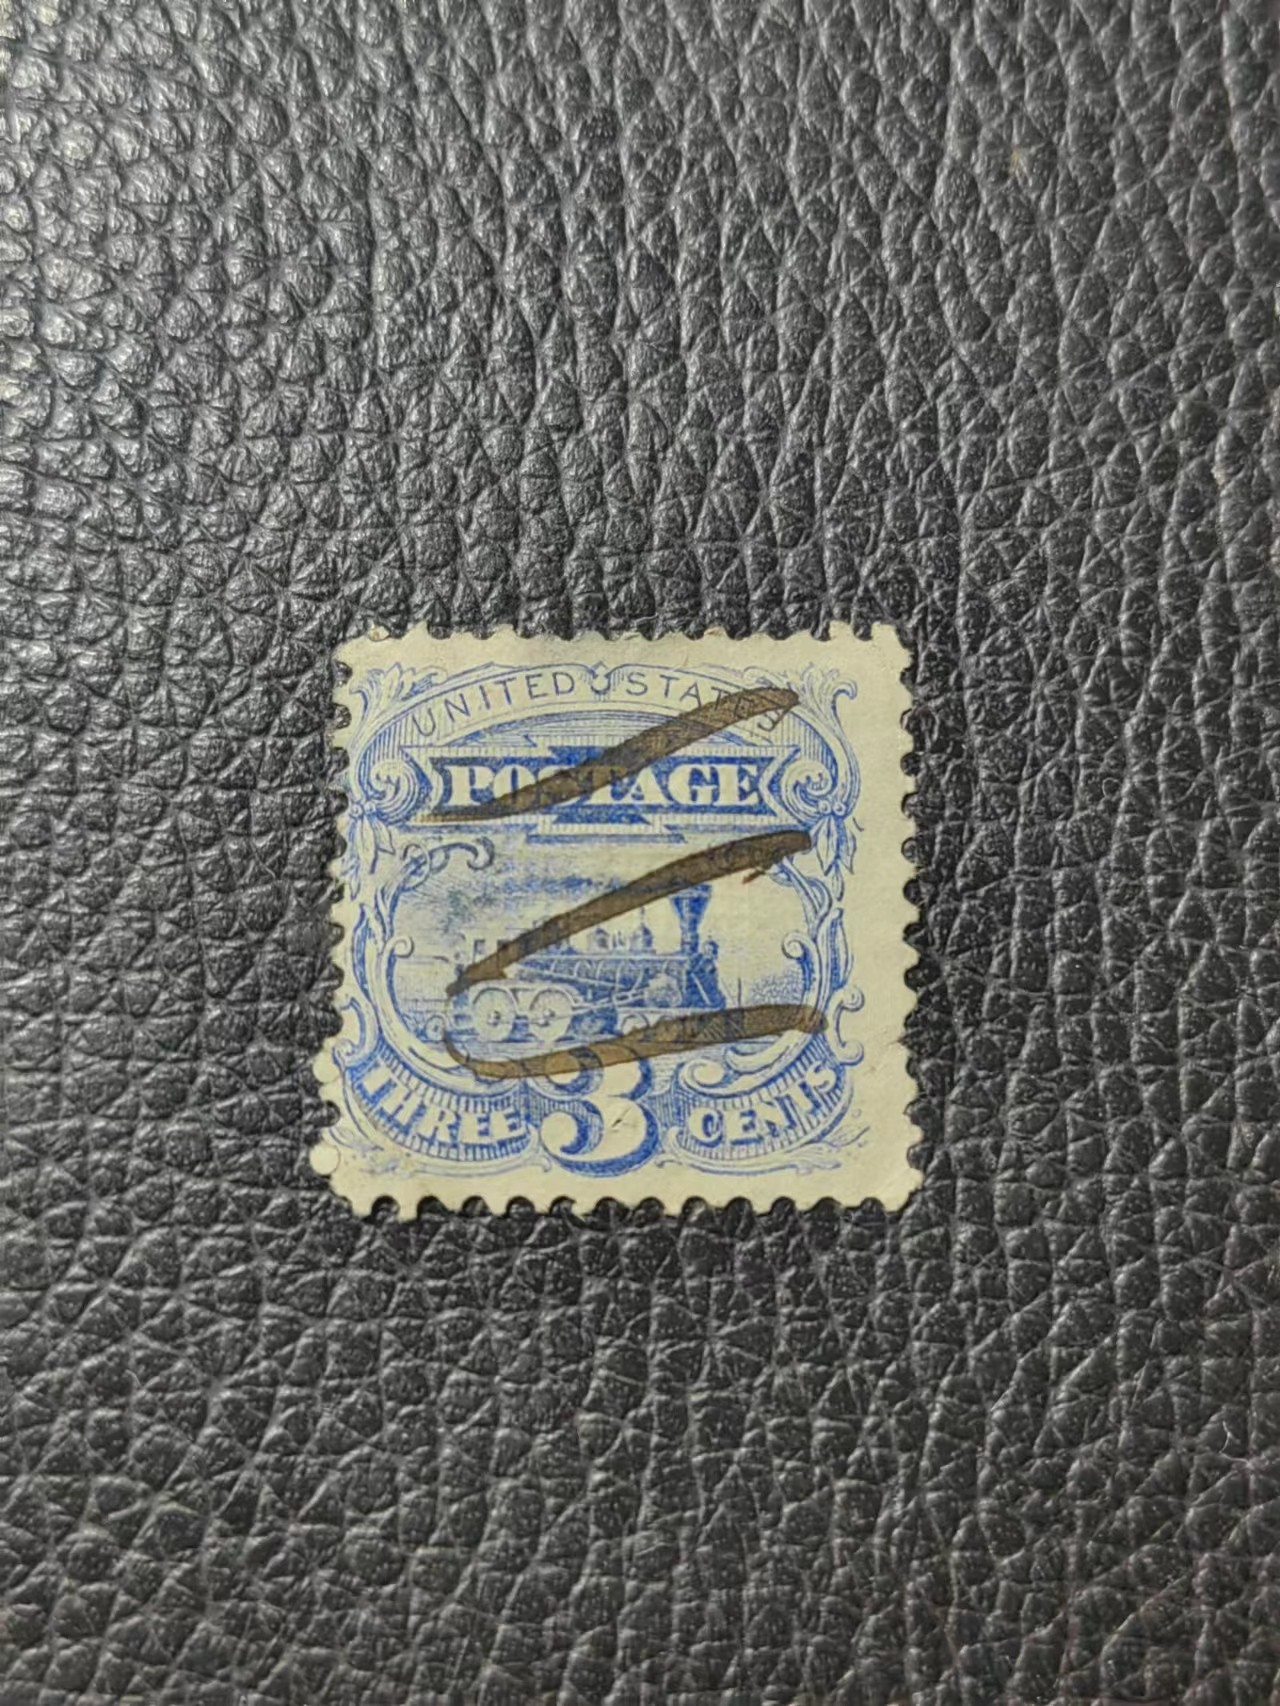 UNITED STATES
POSTAGE
THREE 3 CENTS